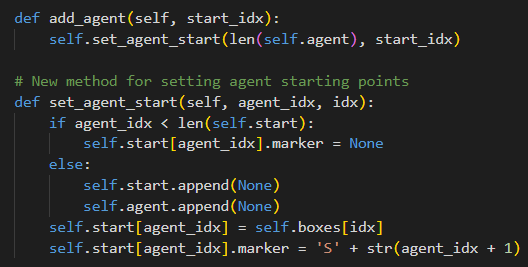 def add_agent(self, start_idx):
    self.set_agent_start(len(self.agent), start_idx)

# New method for setting agent starting points
def set_agent_start(self, agent_idx, idx):
    if agent_idx < len(self.start):
        self.start[agent_idx].marker = None
    else:
        self.start.append(None)
        self.agent.append(None)
    self.start[agent_idx] = self.boxes[idx]
    self.start[agent_idx].marker = 'S' + str(agent_idx + 1)